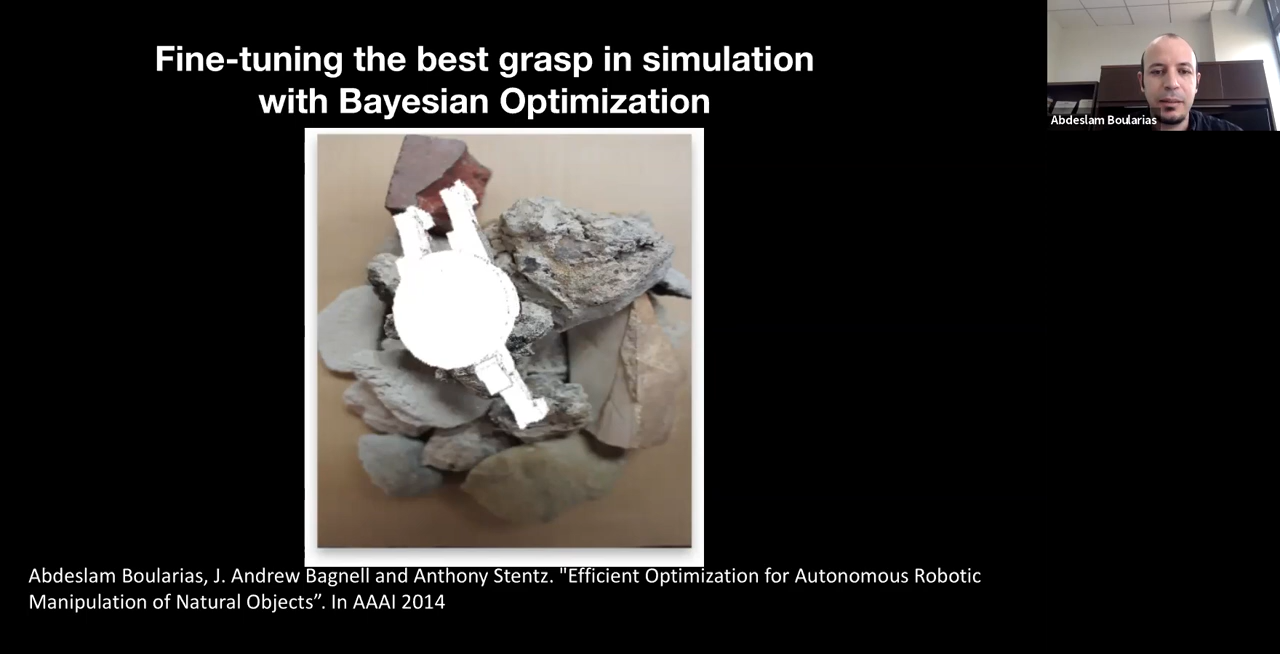 Fine-tuning the best grasp in simulation
with Bayesian Optimization
Abdeslam Boularias
Abdeslam Boularias, J. Andrew Bagnell and Anthony Stentz. "Efficient Optimization for Autonomous Robotic
Manipulation of Natural Objects”. In AAAI 2014